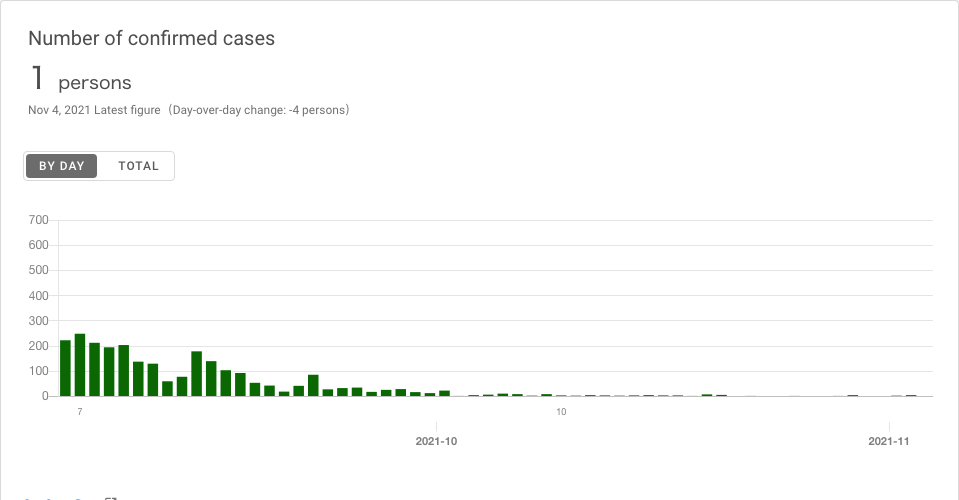 Number of confirmed cases
1 persons
Nov 4, 2021 Latest figure（Day-over-day change: -4 persons）
BY DAY TOTAL
700
600
500
400
300
200
100
0
7 10
2021-10 2021-11